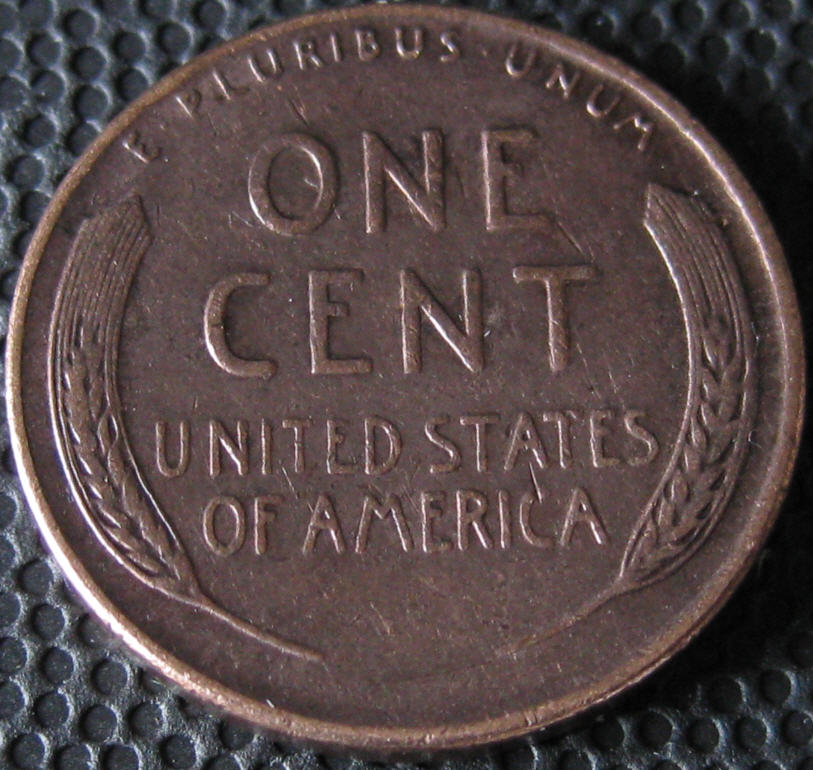 E · PLURIBUS · UNUM
ONE
CENT
UNITED STATES
OF AMERICA